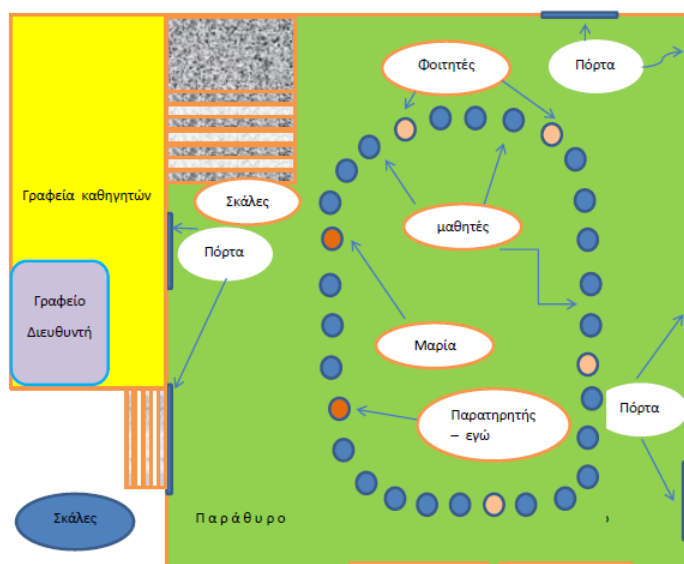 Φοιτητές
Πόρτα
Γραφεία καθηγητών
Σκάλες
μαθητές
Πόρτα
Γραφείο
Διευθυντή
Μαρία
Παρατηρητής
– εγώ
Πόρτα
Σκάλες
Παράθυρο
ο